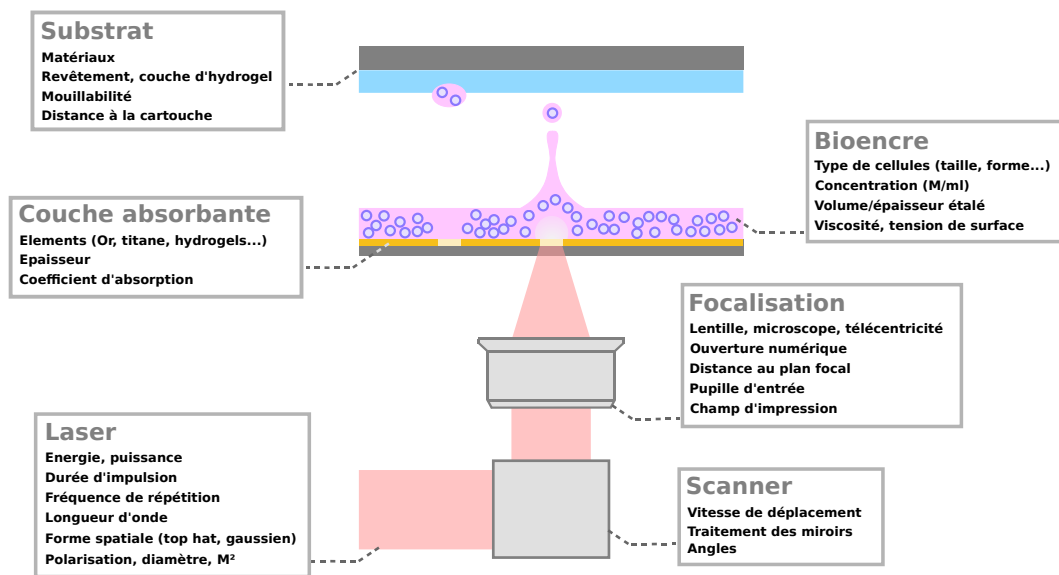 Substrat
Matériaux
Revêtement, couche d'hydrogel
Mouillabilité
Distance à la cartouche
Bioencre
Type de cellules (taille, forme...)
Concentration (M/ml)
Volume/épaisseur étalé
Viscosité, tension de surface
Couche absorbante
Elements (Or, titane, hydrogels...)
Epaisseur
Coefficient d'absorption
Focalisation
Lentille, microscope, télécentricité
Ouverture numérique
Distance au plan focal
Pupille d'entrée
Champ d'impression
Laser
Energie, puissance
Durée d'impulsion
Fréquence de répétition
Longueur d'onde
Forme spatiale (top hat, gaussien)
Polarisation, diamètre, M²
Scanner
Vitesse de déplacement
Traitement des miroirs
Angles